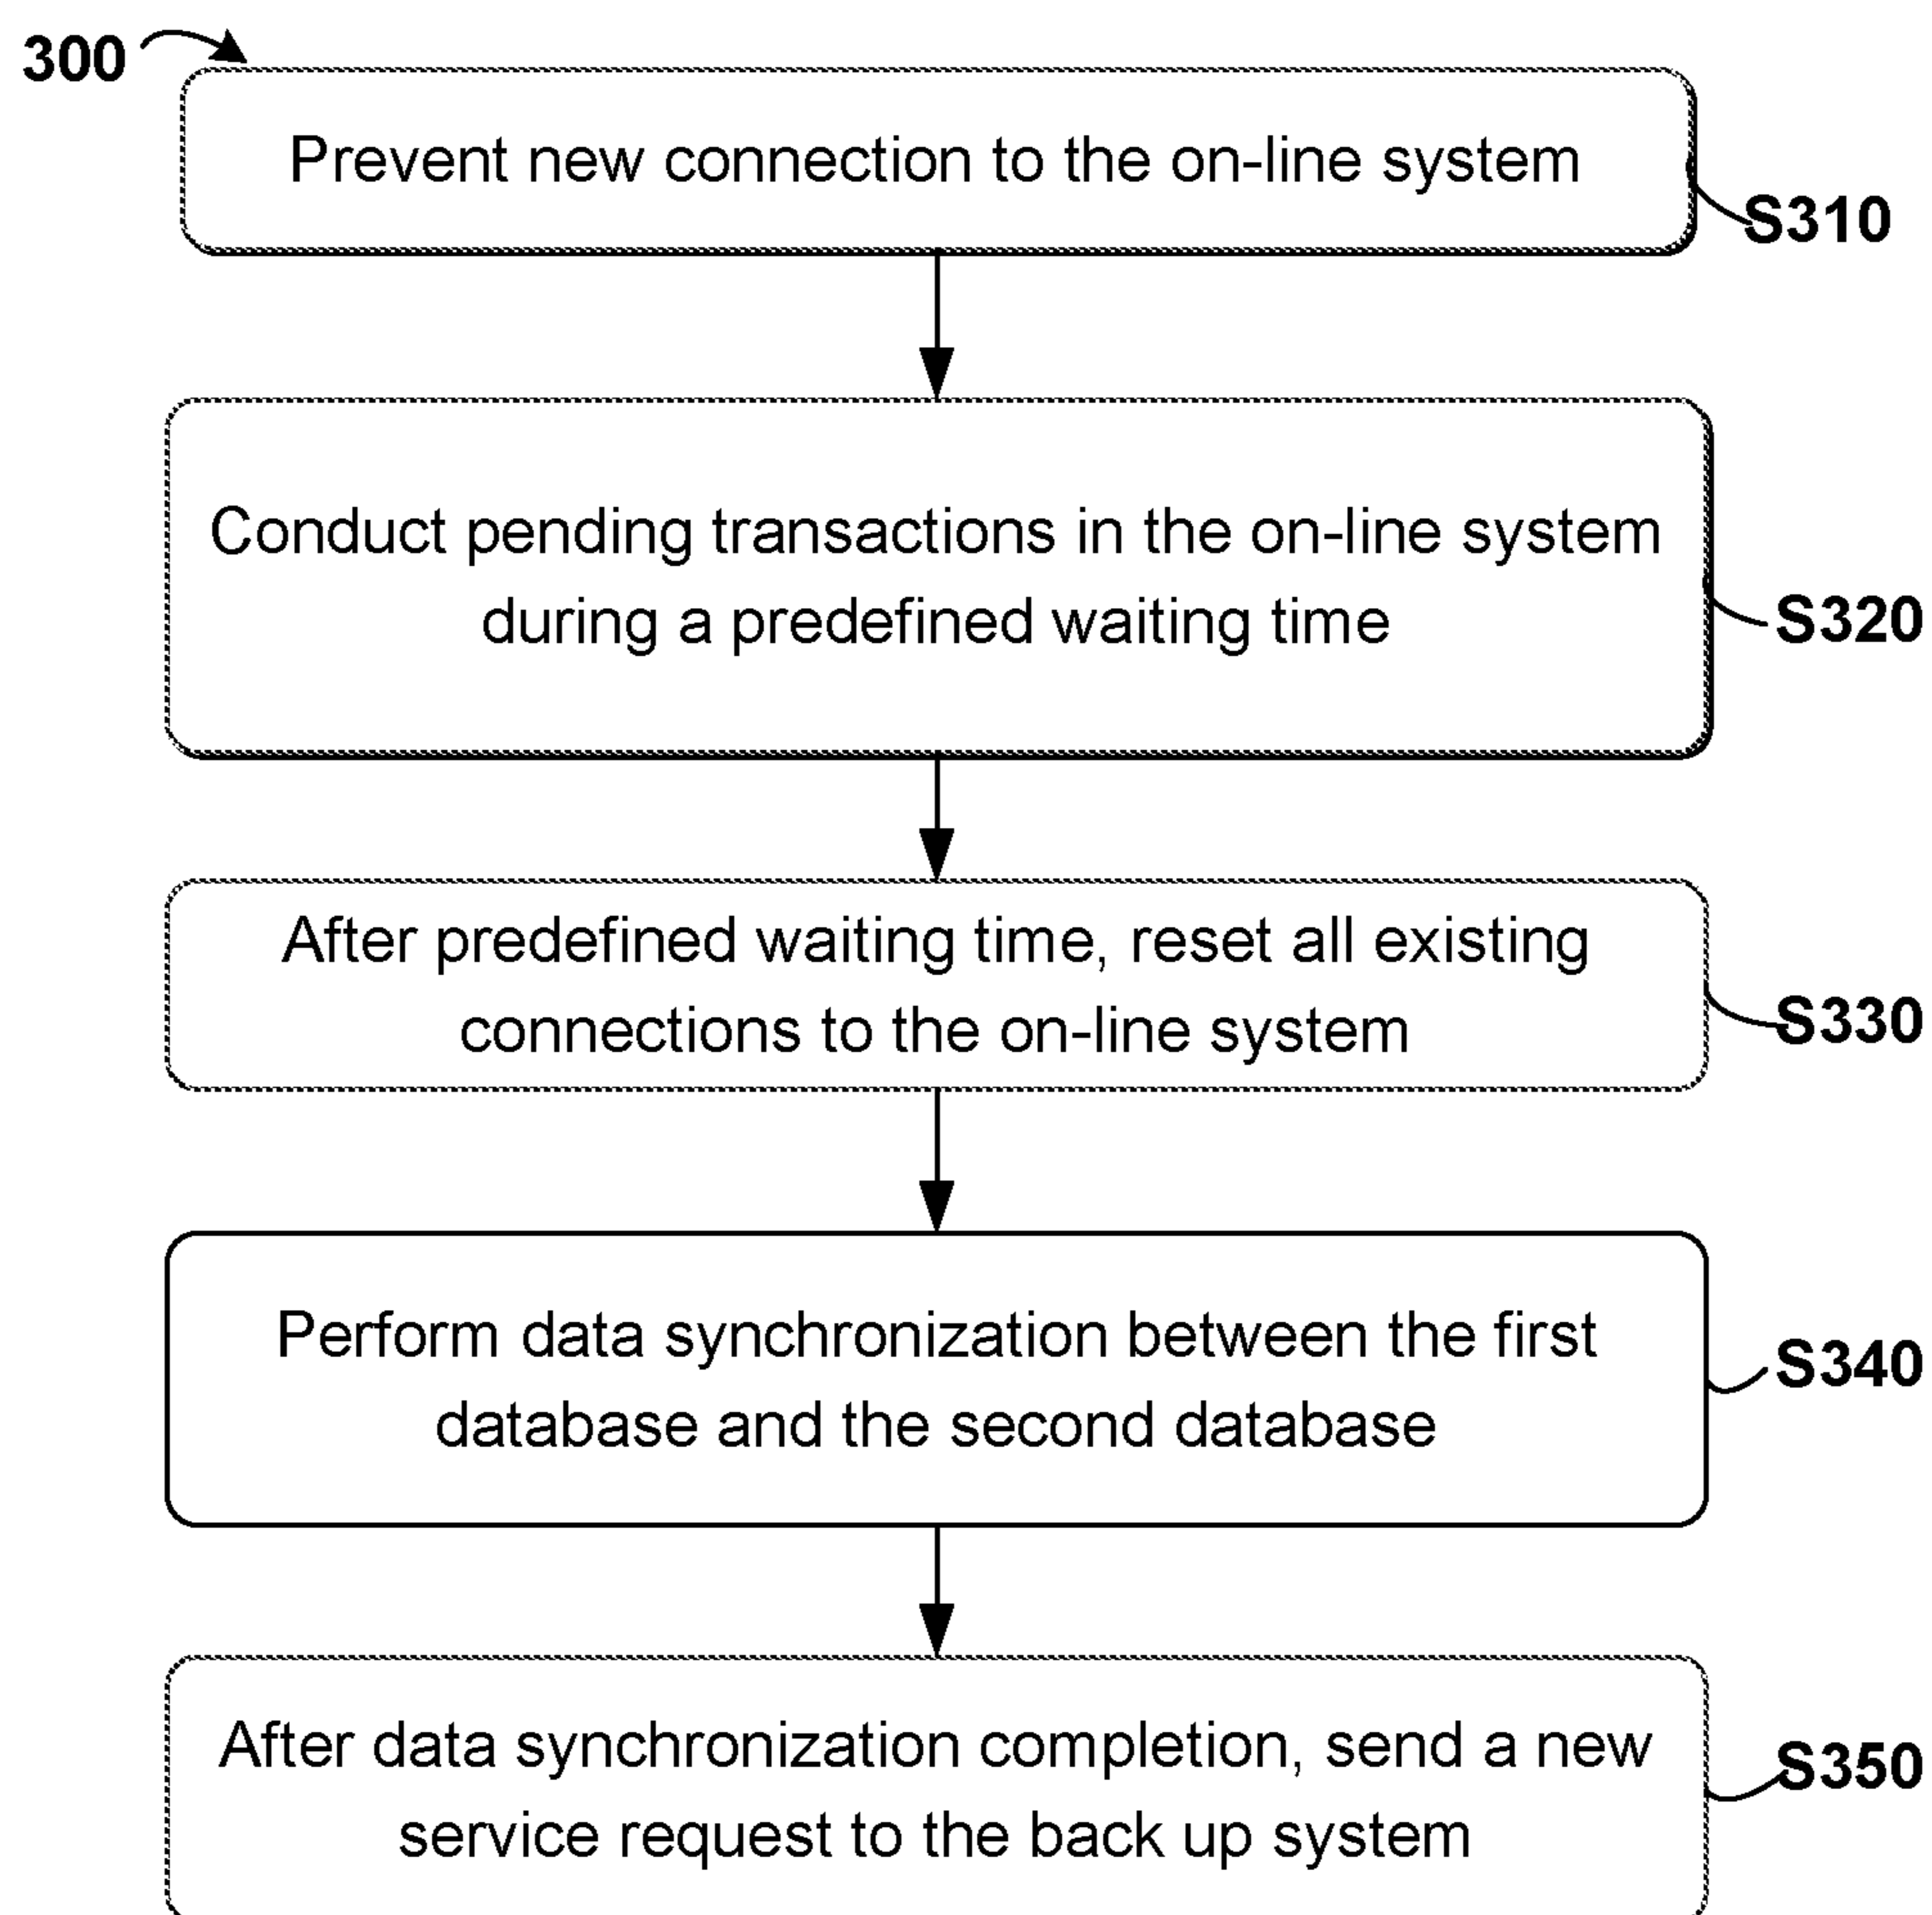 300
Prevent new connection to the on-line system
S310
Conduct pending transactions in the on-line system
during a predefined waiting time
S320
After predefined waiting time, reset all existing
connections to the on-line system
S330
Perform data synchronization between the first
database and the second database
S340
After data synchronization completion, send a new
service request to the back up system
S350